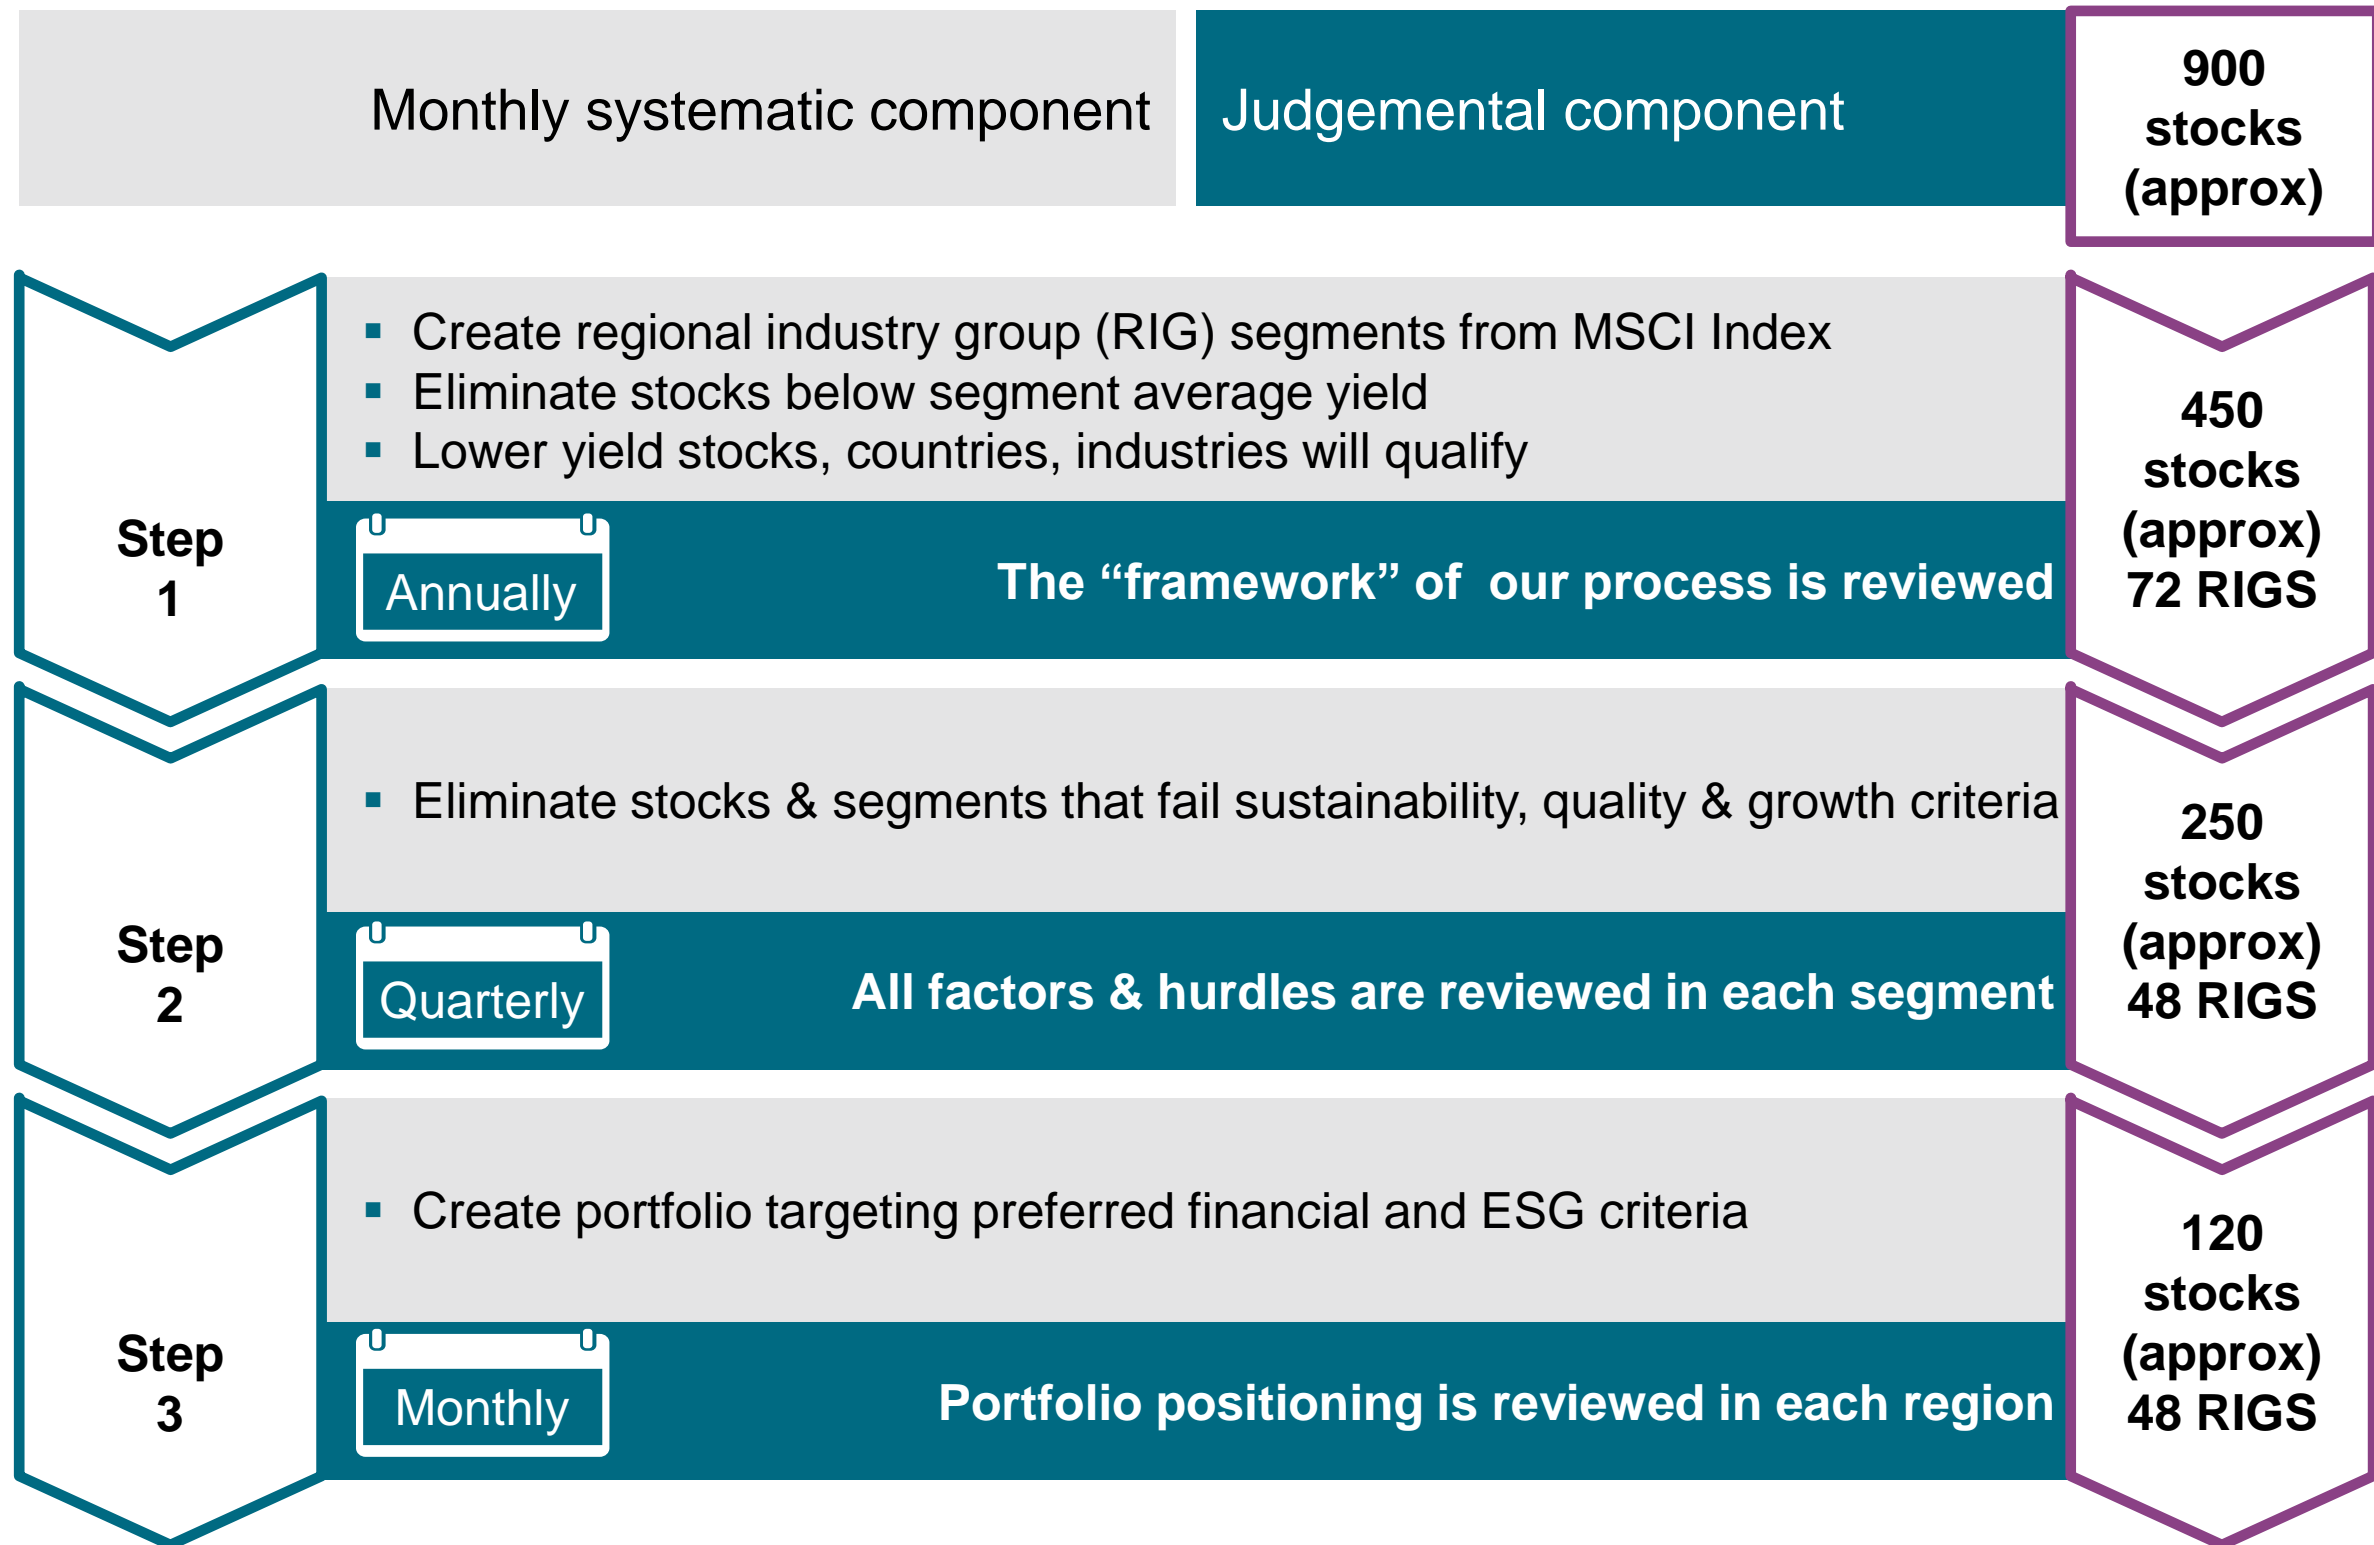 Monthly systematic component
Judgemental component
900
stocks
(approx)
Step
1
▪ Create regional industry group (RIG) segments from MSCI Index
▪ Eliminate stocks below segment average yield
▪ Lower yield stocks, countries, industries will qualify
Annually
The “framework” of  our process is reviewed
450
stocks
(approx)
72 RIGS
Step
2
▪ Eliminate stocks & segments that fail sustainability, quality & growth criteria
Quarterly
All factors & hurdles are reviewed in each segment
250
stocks
(approx)
48 RIGS
Step
3
▪ Create portfolio targeting preferred financial and ESG criteria
Monthly
Portfolio positioning is reviewed in each region
120
stocks
(approx)
48 RIGS